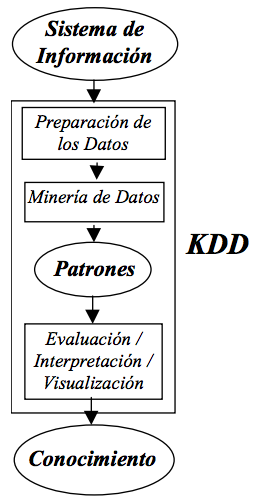 Sistema de
Información
Preparación de
los Datos
Minería de Datos
KDD
Patrones
Evaluación /
Interpretación /
Visualización
Conocimiento